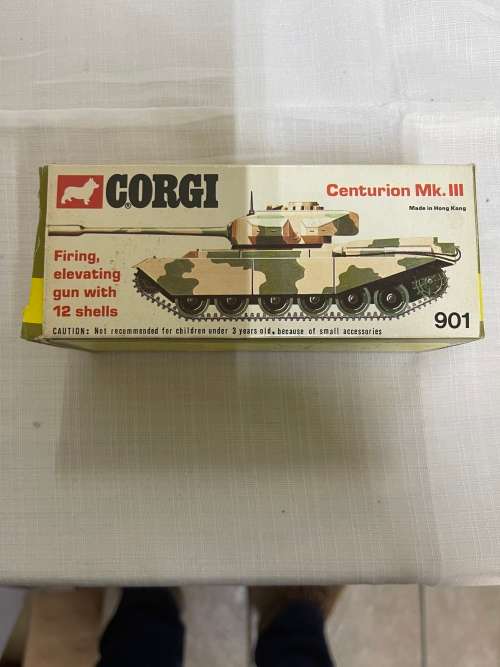 CORGI
Centurion Mk.III
Made in Hong Kong
Firing,
elevating
gun with
12 shells
CAUTION: Not recommended for children under 3 years old, because of small accessories
901